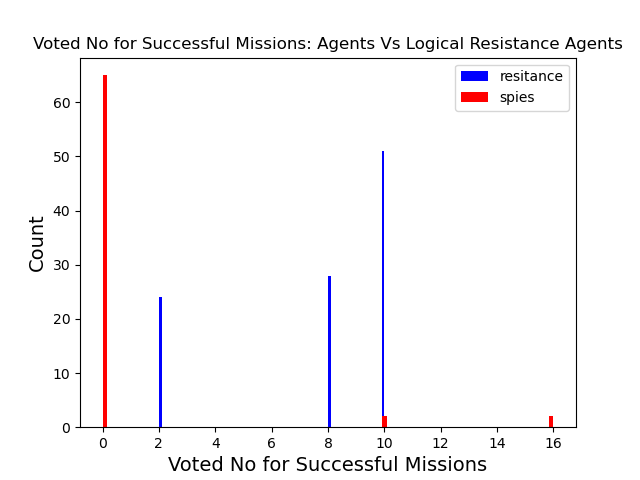 Voted No for Successful Missions: Agents Vs Logical Resistance Agents
resitance
spies
Count
60
50
40
30
20
10
0
0 2 4 6 8 10 12 14 16
Voted No for Successful Missions